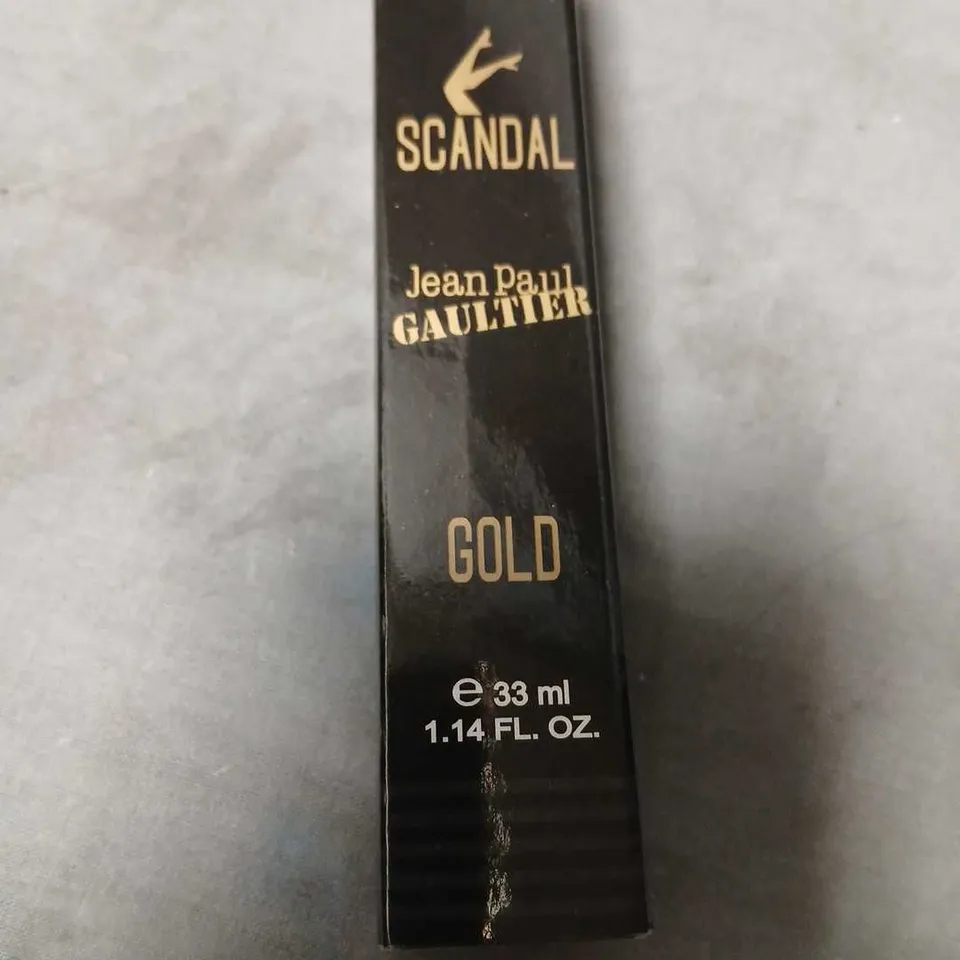 SCANDAL
Jean Paul
GAULTIER
GOLD
℮ 33 ml
1.14 FL. OZ.